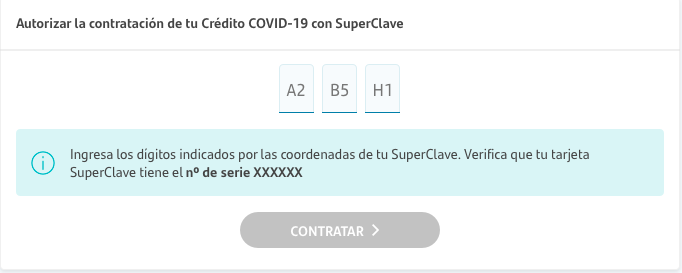 Autorizar la contratación de tu Crédito COVID-19 con SuperClave
A2 B5 H1
Ingresa los dígitos indicados por las coordenadas de tu SuperClave. Verifica que tu tarjeta
SuperClave tiene el nº de serie XXXXXX
CONTRATAR